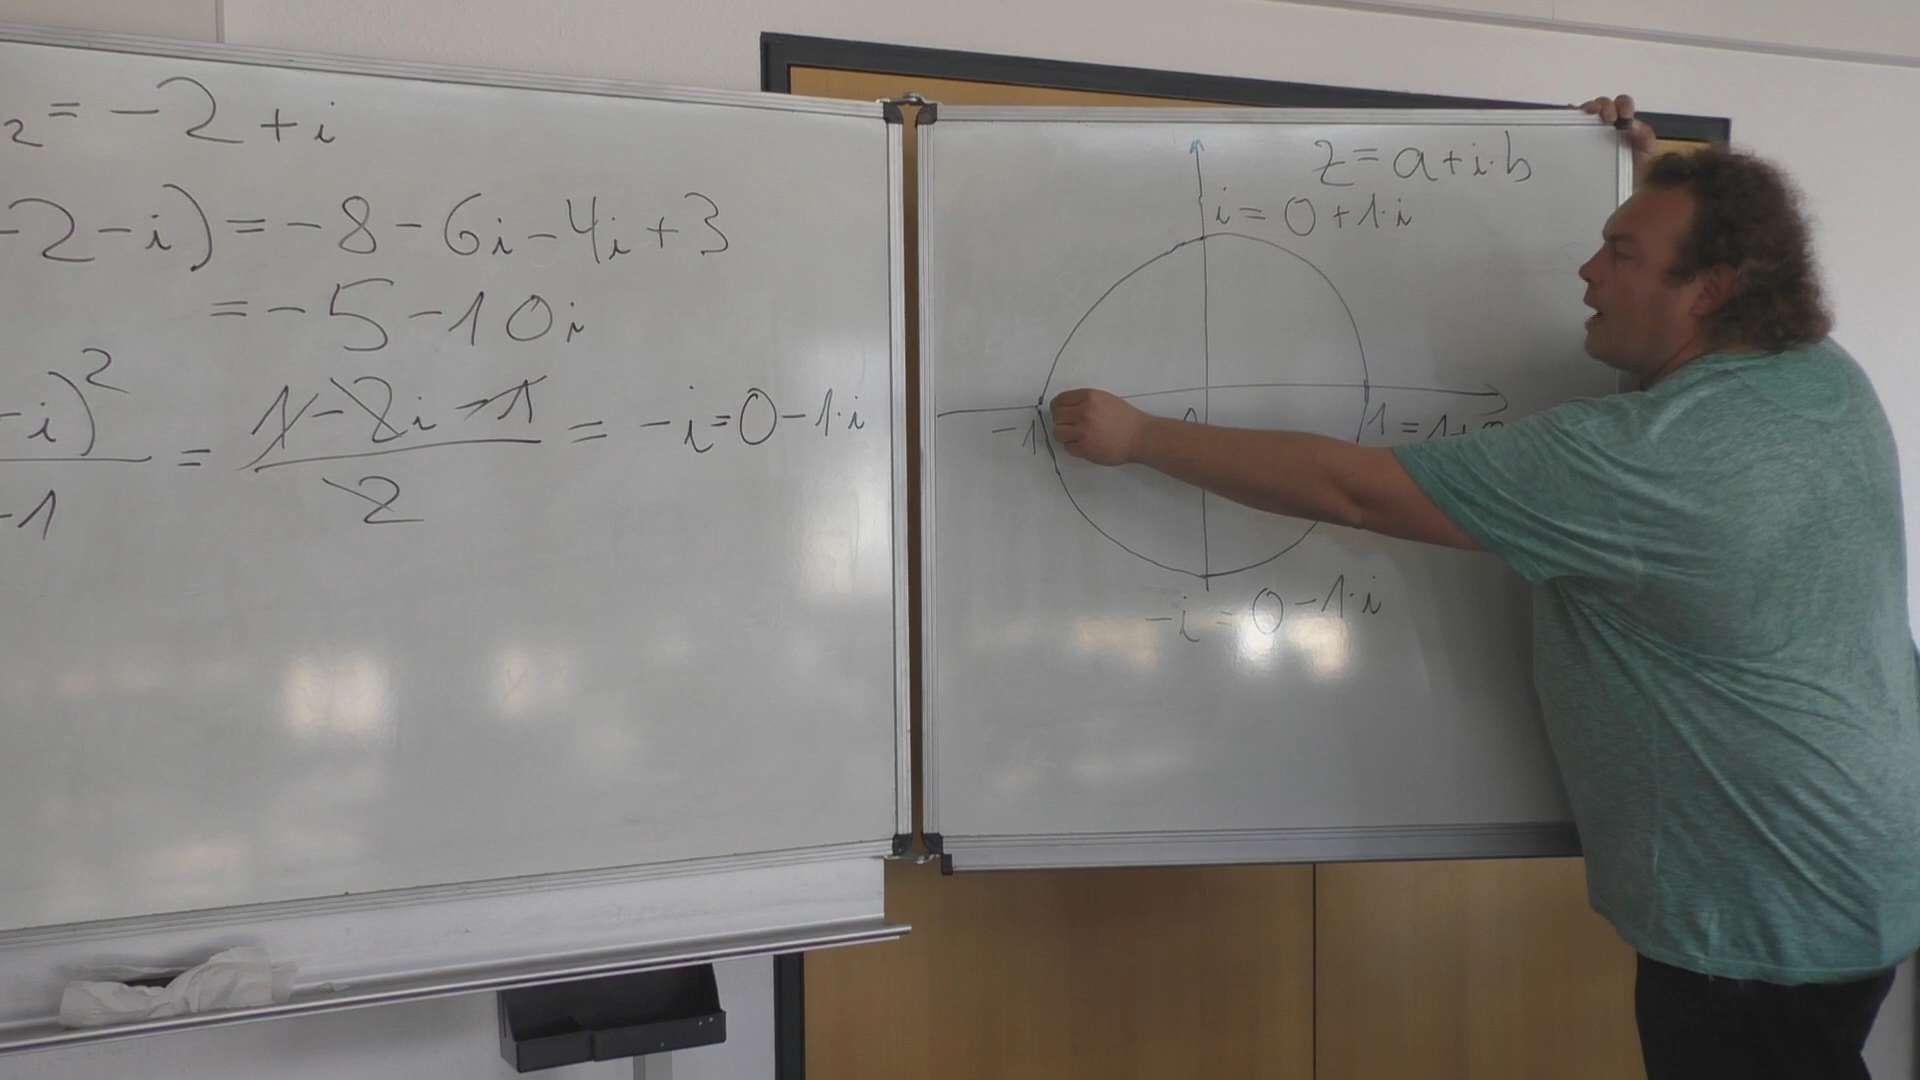 2 = -2 + i
-2-i) = -8 - 6i - 4i + 3
= -5 - 10i
-i)² / -1 = 1 - 2i - 1 / 2 = -i = 0 - 1·i
z = a + i·b
i = 0 + 1·i
-1
1 = 1 +
-i = 0 - 1·i